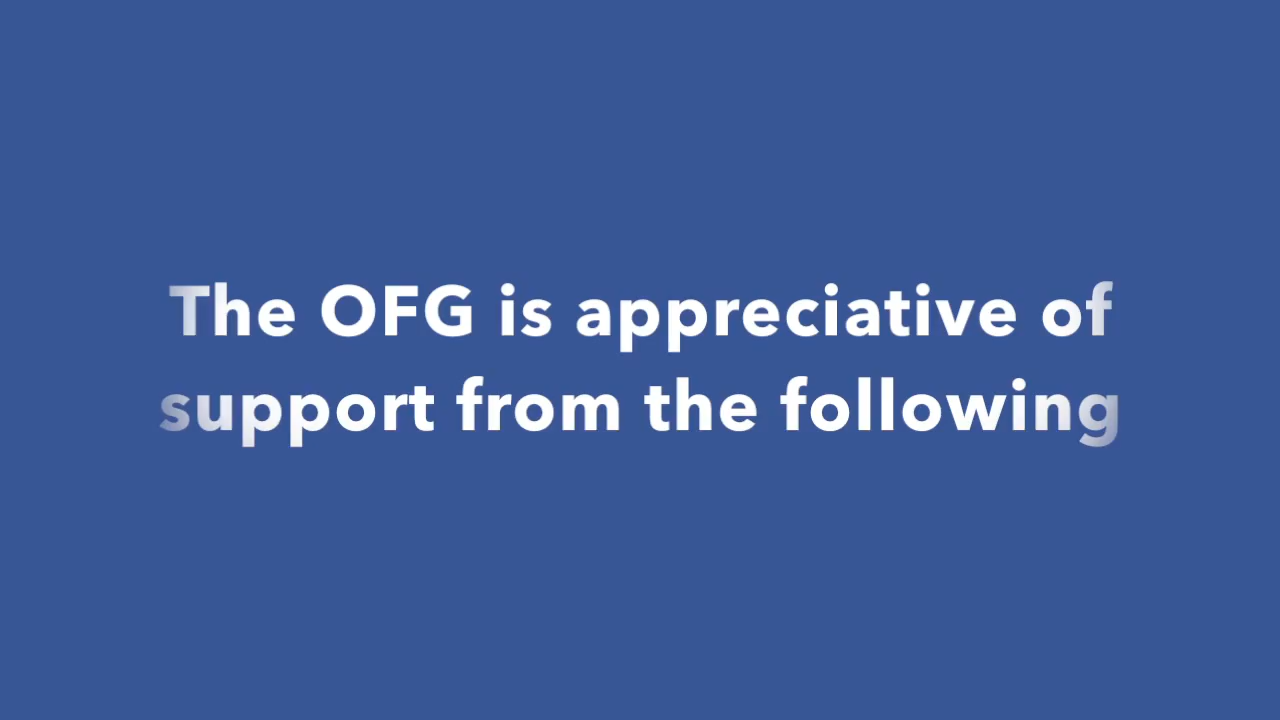 The OFG is appreciative of
support from the following